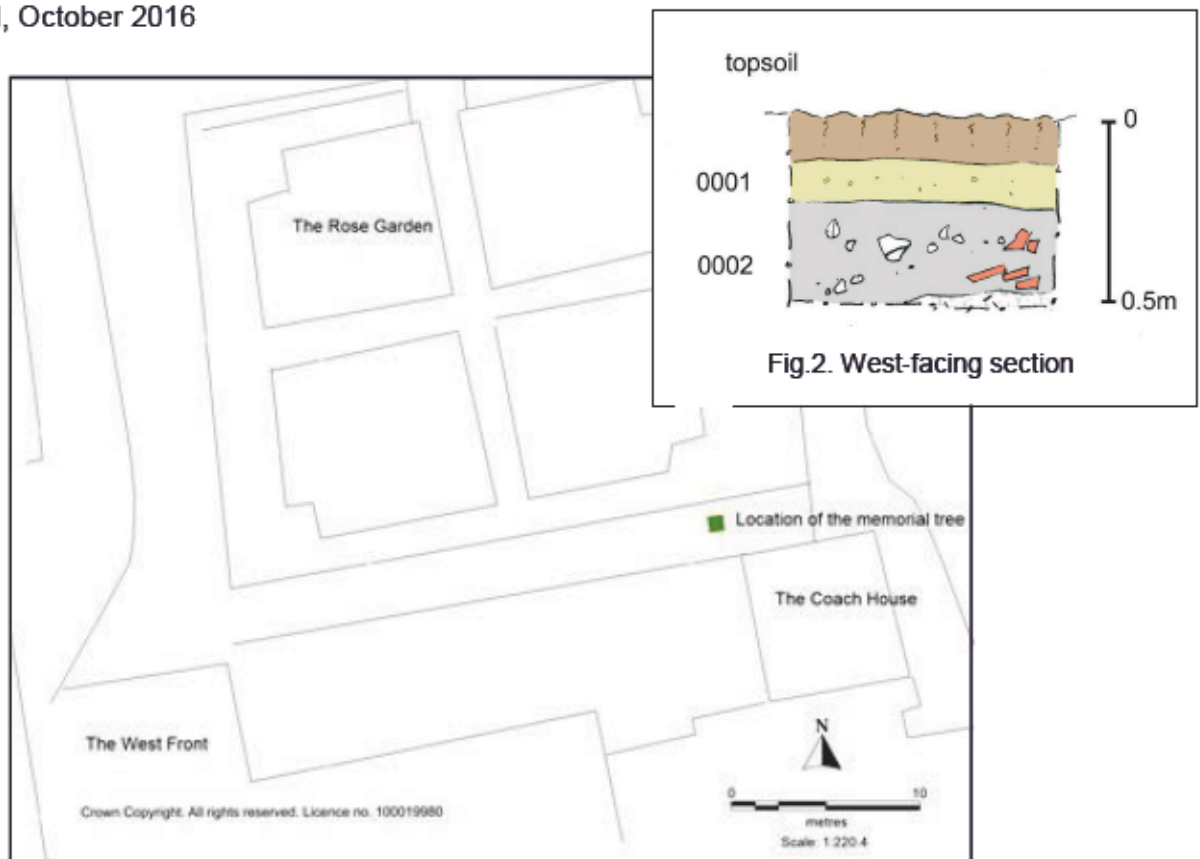 , October 2016
topsoil
0
0001
0002
0.5m
Fig.2. West-facing section
The Rose Garden
Location of the memorial tree
The Coach House
The West Front
N
0 10
metres
Scale: 1:220.4
Crown Copyright. All rights reserved. Licence no. 100019980